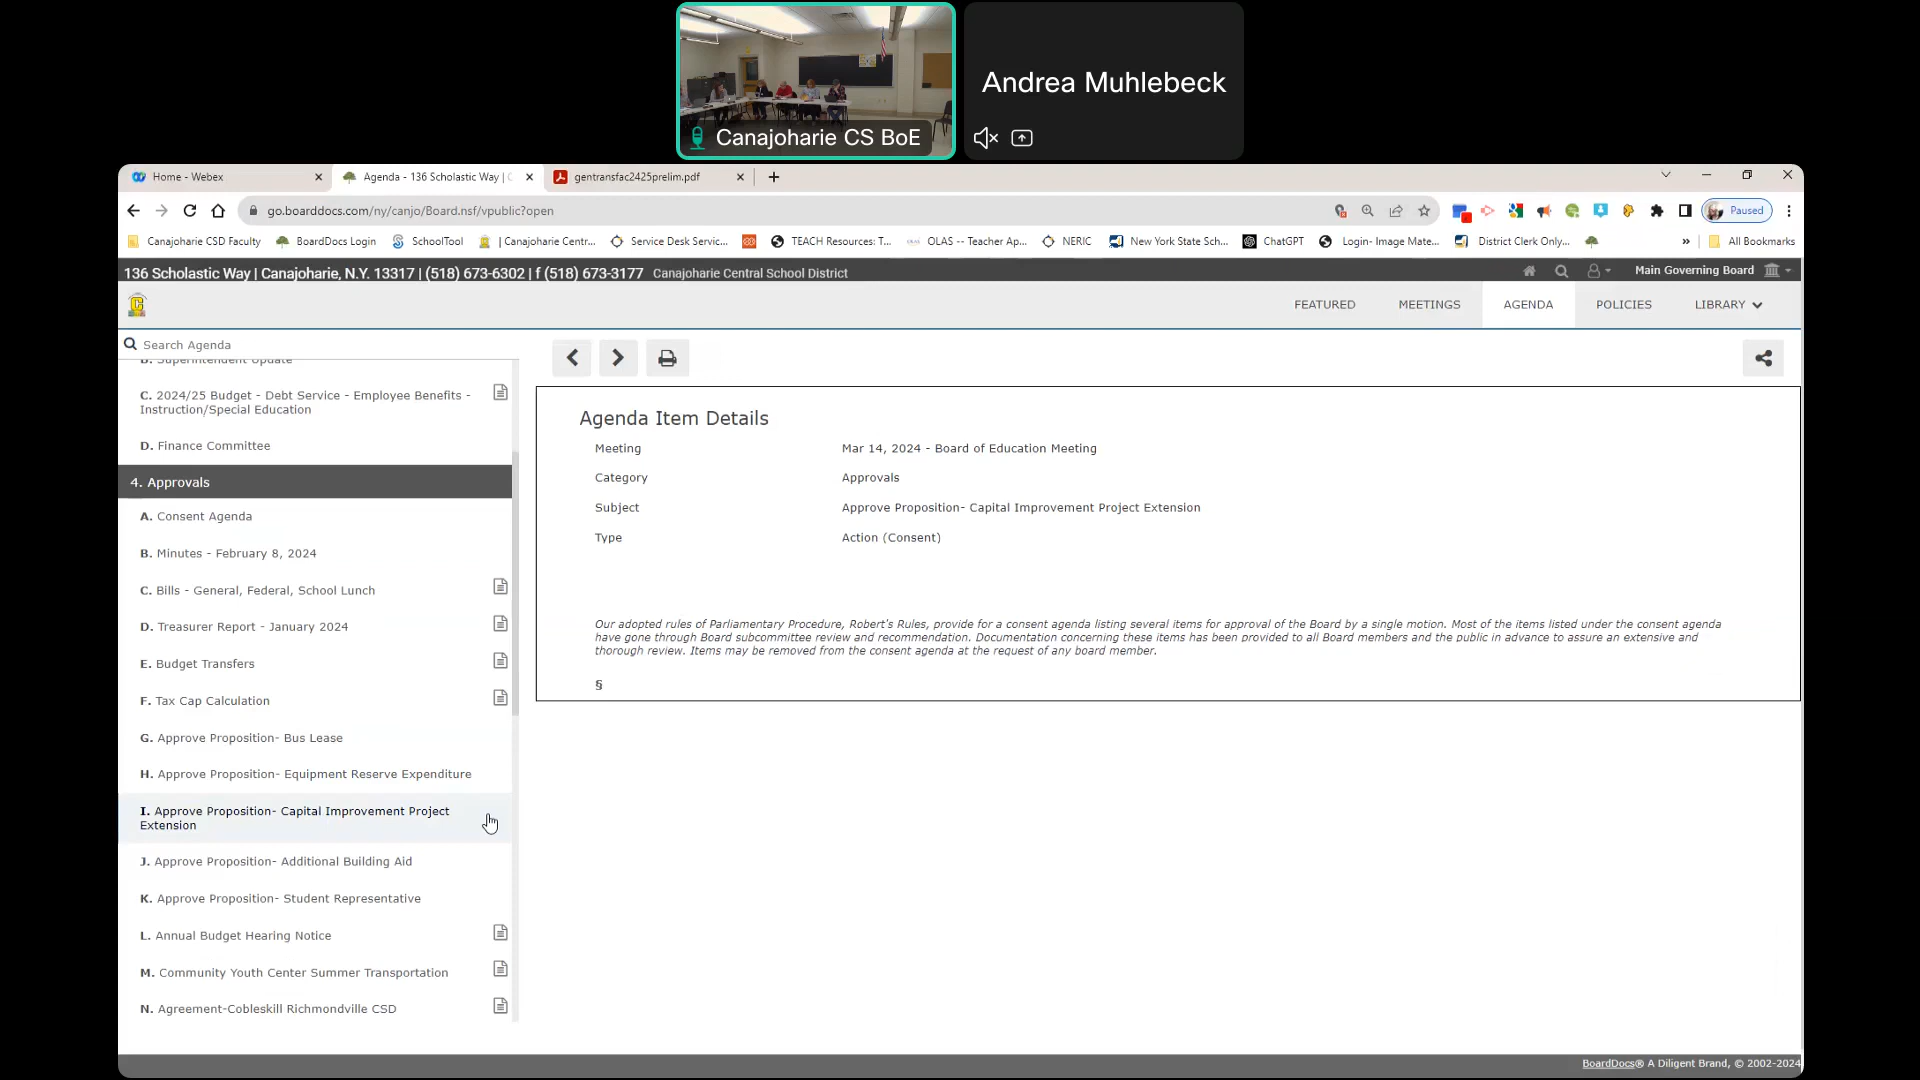 Andrea Muhlebeck
Canajoharie CS BoE
Home - Webex
Agenda - 136 Scholastic Way | C
gentransfac2425prelim.pdf
go.boarddocs.com/ny/canjo/Board.nsf/vpublic?open
Paused
Canajoharie CSD Faculty
BoardDocs Login
SchoolTool
| Canajoharie Centr...
Service Desk Servic...
TEACH Resources: T...
OLAS -- Teacher Ap...
NERIC
New York State Sch...
ChatGPT
Login- Image Mate...
District Clerk Only...
»
All Bookmarks
136 Scholastic Way | Canajoharie, N.Y. 13317 | (518) 673-6302 | f (518) 673-3177 Canajoharie Central School District
Main Governing Board
FEATURED
MEETINGS
AGENDA
POLICIES
LIBRARY
Search Agenda
B. Superintendent Update
C. 2024/25 Budget - Debt Service - Employee Benefits -
Instruction/Special Education
D. Finance Committee
4. Approvals
A. Consent Agenda
B. Minutes - February 8, 2024
C. Bills - General, Federal, School Lunch
D. Treasurer Report - January 2024
E. Budget Transfers
F. Tax Cap Calculation
G. Approve Proposition- Bus Lease
H. Approve Proposition- Equipment Reserve Expenditure
I. Approve Proposition- Capital Improvement Project
Extension
J. Approve Proposition- Additional Building Aid
K. Approve Proposition- Student Representative
L. Annual Budget Hearing Notice
M. Community Youth Center Summer Transportation
N. Agreement-Cobleskill Richmondville CSD
Agenda Item Details
Meeting Mar 14, 2024 - Board of Education Meeting
Category Approvals
Subject Approve Proposition- Capital Improvement Project Extension
Type Action (Consent)
Our adopted rules of Parliamentary Procedure, Robert's Rules, provide for a consent agenda listing several items for approval of the Board by a single motion. Most of the items listed under the consent agenda
have gone through Board subcommittee review and recommendation. Documentation concerning these items has been provided to all Board members and the public in advance to assure an extensive and
thorough review. Items may be removed from the consent agenda at the request of any board member.
§
BoardDocs® A Diligent Brand, © 2002-2024